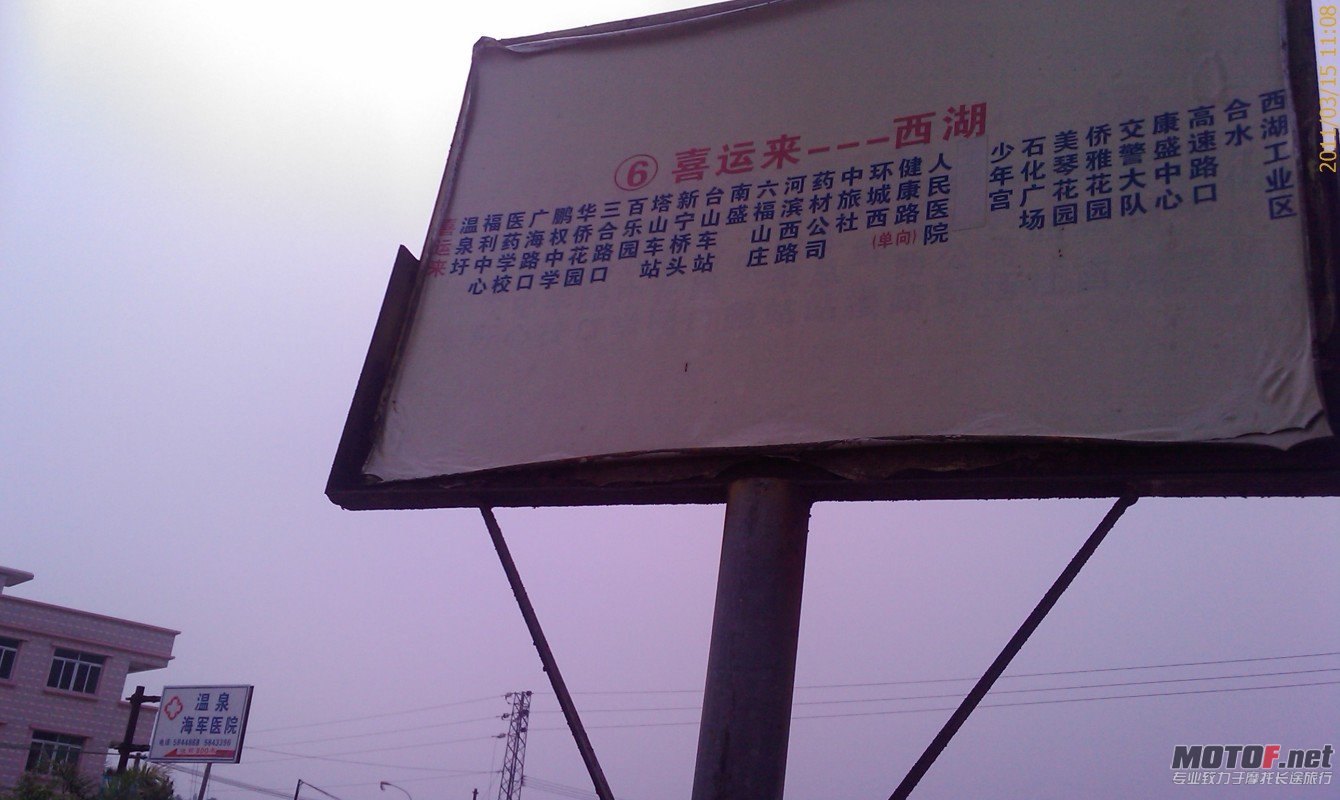 ⑥ 喜运来---西湖
喜运来
温泉圩
福利中心
医药学校
广海路口
鹏权中学
华侨花园
三合路口
百乐园
塔山车站
新宁桥头
台山车站
南盛
六福山庄
河滨西路
药材公司
中旅社
环城西
健康路
(单向)
人民医院
少年宫
石化广场
美琴花园
侨雅花园
交警大队
康盛中心
高速路口
合水
西湖工业区
温泉
海军医院
电话: 5844868 5843256
2011/03/15 11:08
MOTOF.net
专业致力于摩托长途旅行